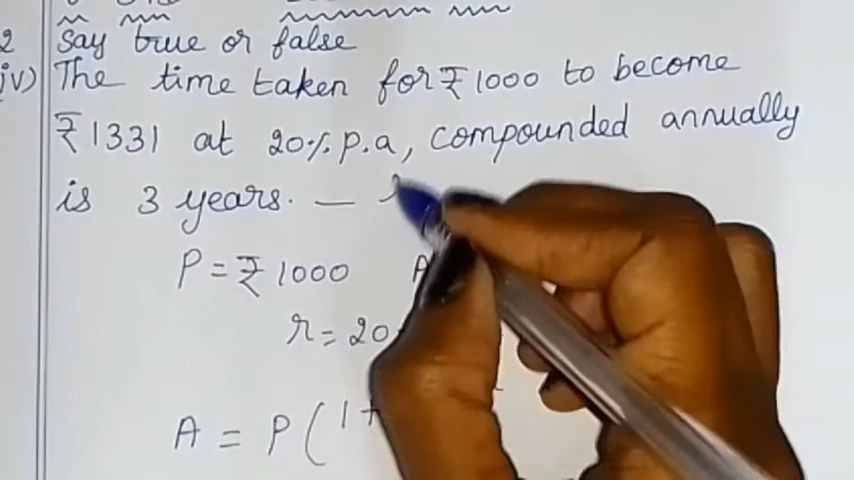 2 Say true or false
iv) The time taken for ₹1000 to become
₹1331 at 20% p.a, compounded annually
is 3 years. —
P = ₹1000 A
r = 20
A = P(1+